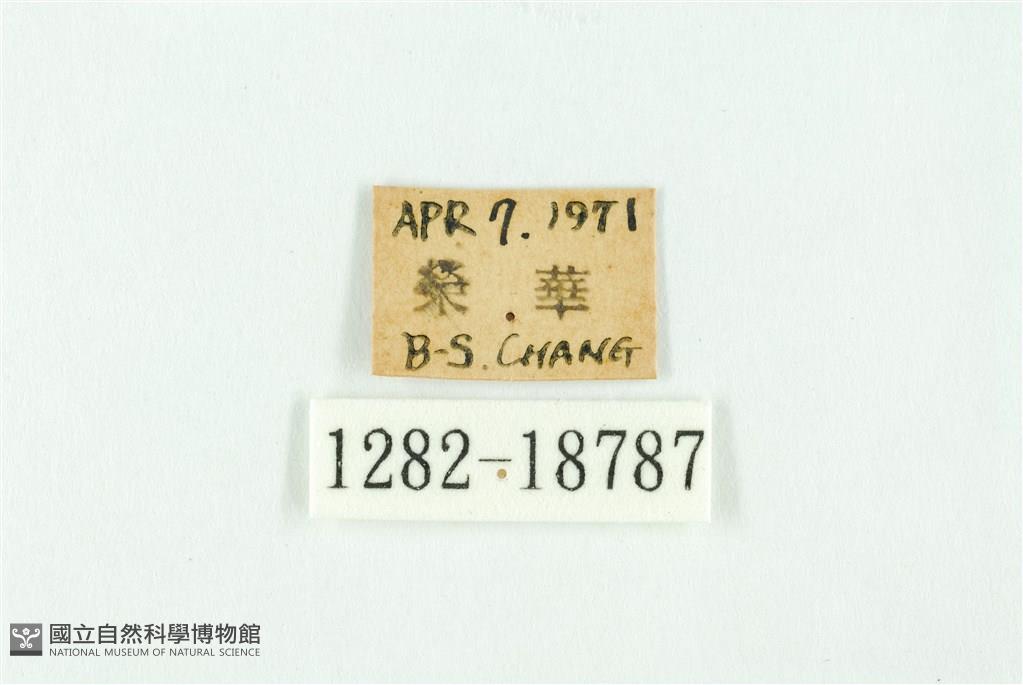 APR 7. 1971
榮 華
B-S. CHANG
1282-18787
國立自然科學博物館
NATIONAL MUSEUM OF NATURAL SCIENCE